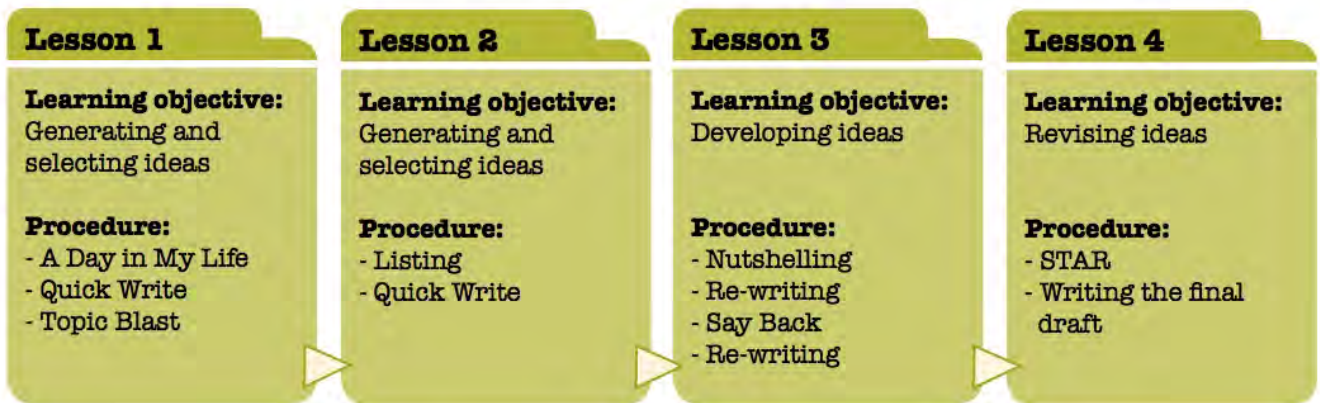 Lesson 1
Learning objective:
Generating and
selecting ideas
Procedure:
- A Day in My Life
- Quick Write
- Topic Blast
Lesson 2
Learning objective:
Generating and
selecting ideas
Procedure:
- Listing
- Quick Write
Lesson 3
Learning objective:
Developing ideas
Procedure:
- Nutshelling
- Re-writing
- Say Back
- Re-writing
Lesson 4
Learning objective:
Revising ideas
Procedure:
- STAR
- Writing the final
draft